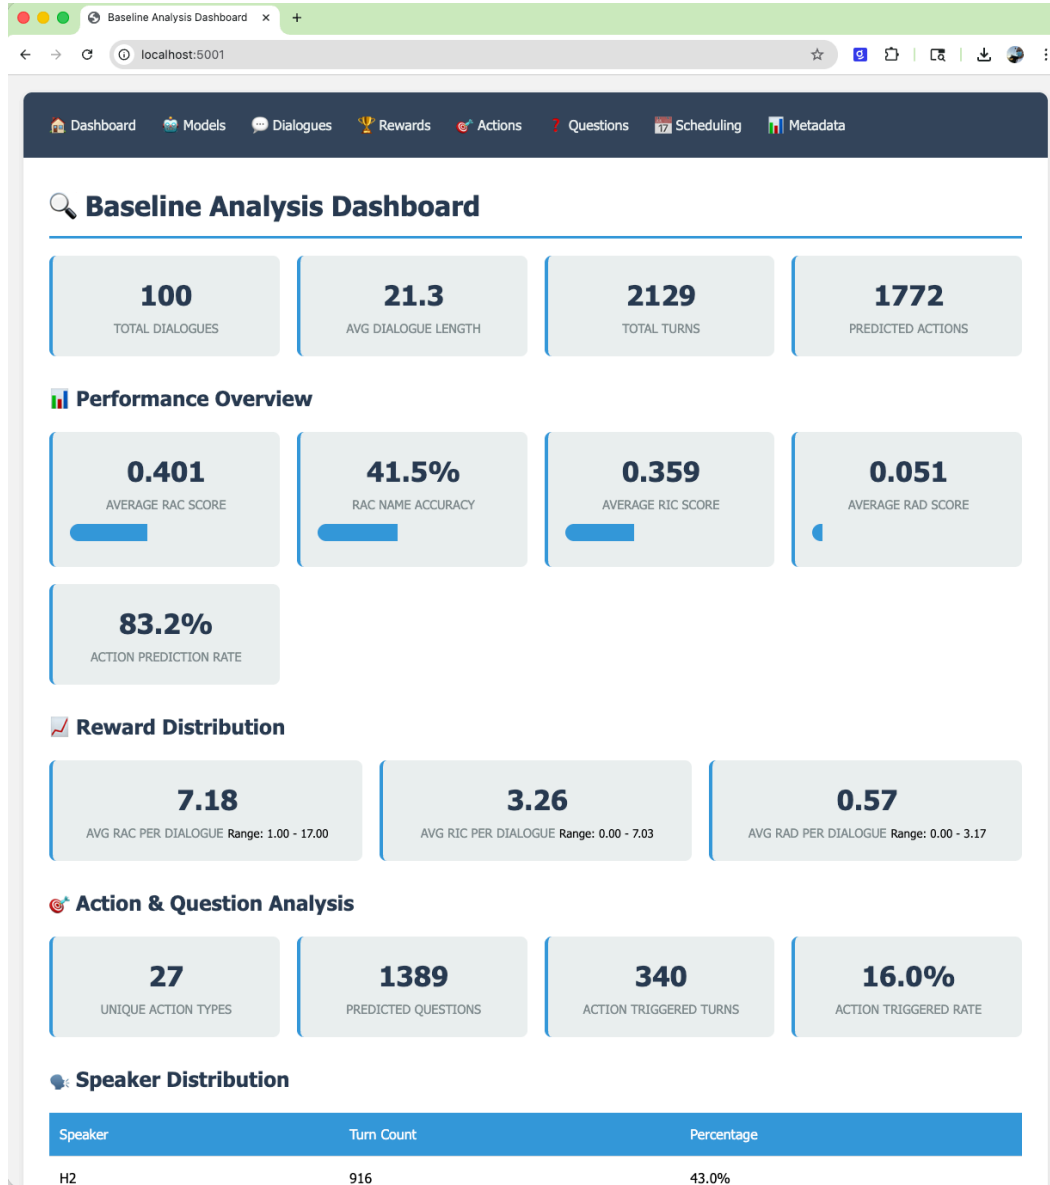 Baseline Analysis Dashboard
localhost:5001
Dashboard Models Dialogues Rewards Actions Questions 17 Scheduling Metadata
Baseline Analysis Dashboard
100 21.3 2129 1772
TOTAL DIALOGUES AVG DIALOGUE LENGTH TOTAL TURNS PREDICTED ACTIONS
Performance Overview
0.401 41.5% 0.359 0.051
AVERAGE RAC SCORE RAC NAME ACCURACY AVERAGE RIC SCORE AVERAGE RAD SCORE
83.2%
ACTION PREDICTION RATE
Reward Distribution
7.18 3.26 0.57
AVG RAC PER DIALOGUE Range: 1.00 - 17.00 AVG RIC PER DIALOGUE Range: 0.00 - 7.03 AVG RAD PER DIALOGUE Range: 0.00 - 3.17
Action & Question Analysis
27 1389 340 16.0%
UNIQUE ACTION TYPES PREDICTED QUESTIONS ACTION TRIGGERED TURNS ACTION TRIGGERED RATE
Speaker Distribution
Speaker Turn Count Percentage
H2 916 43.0%